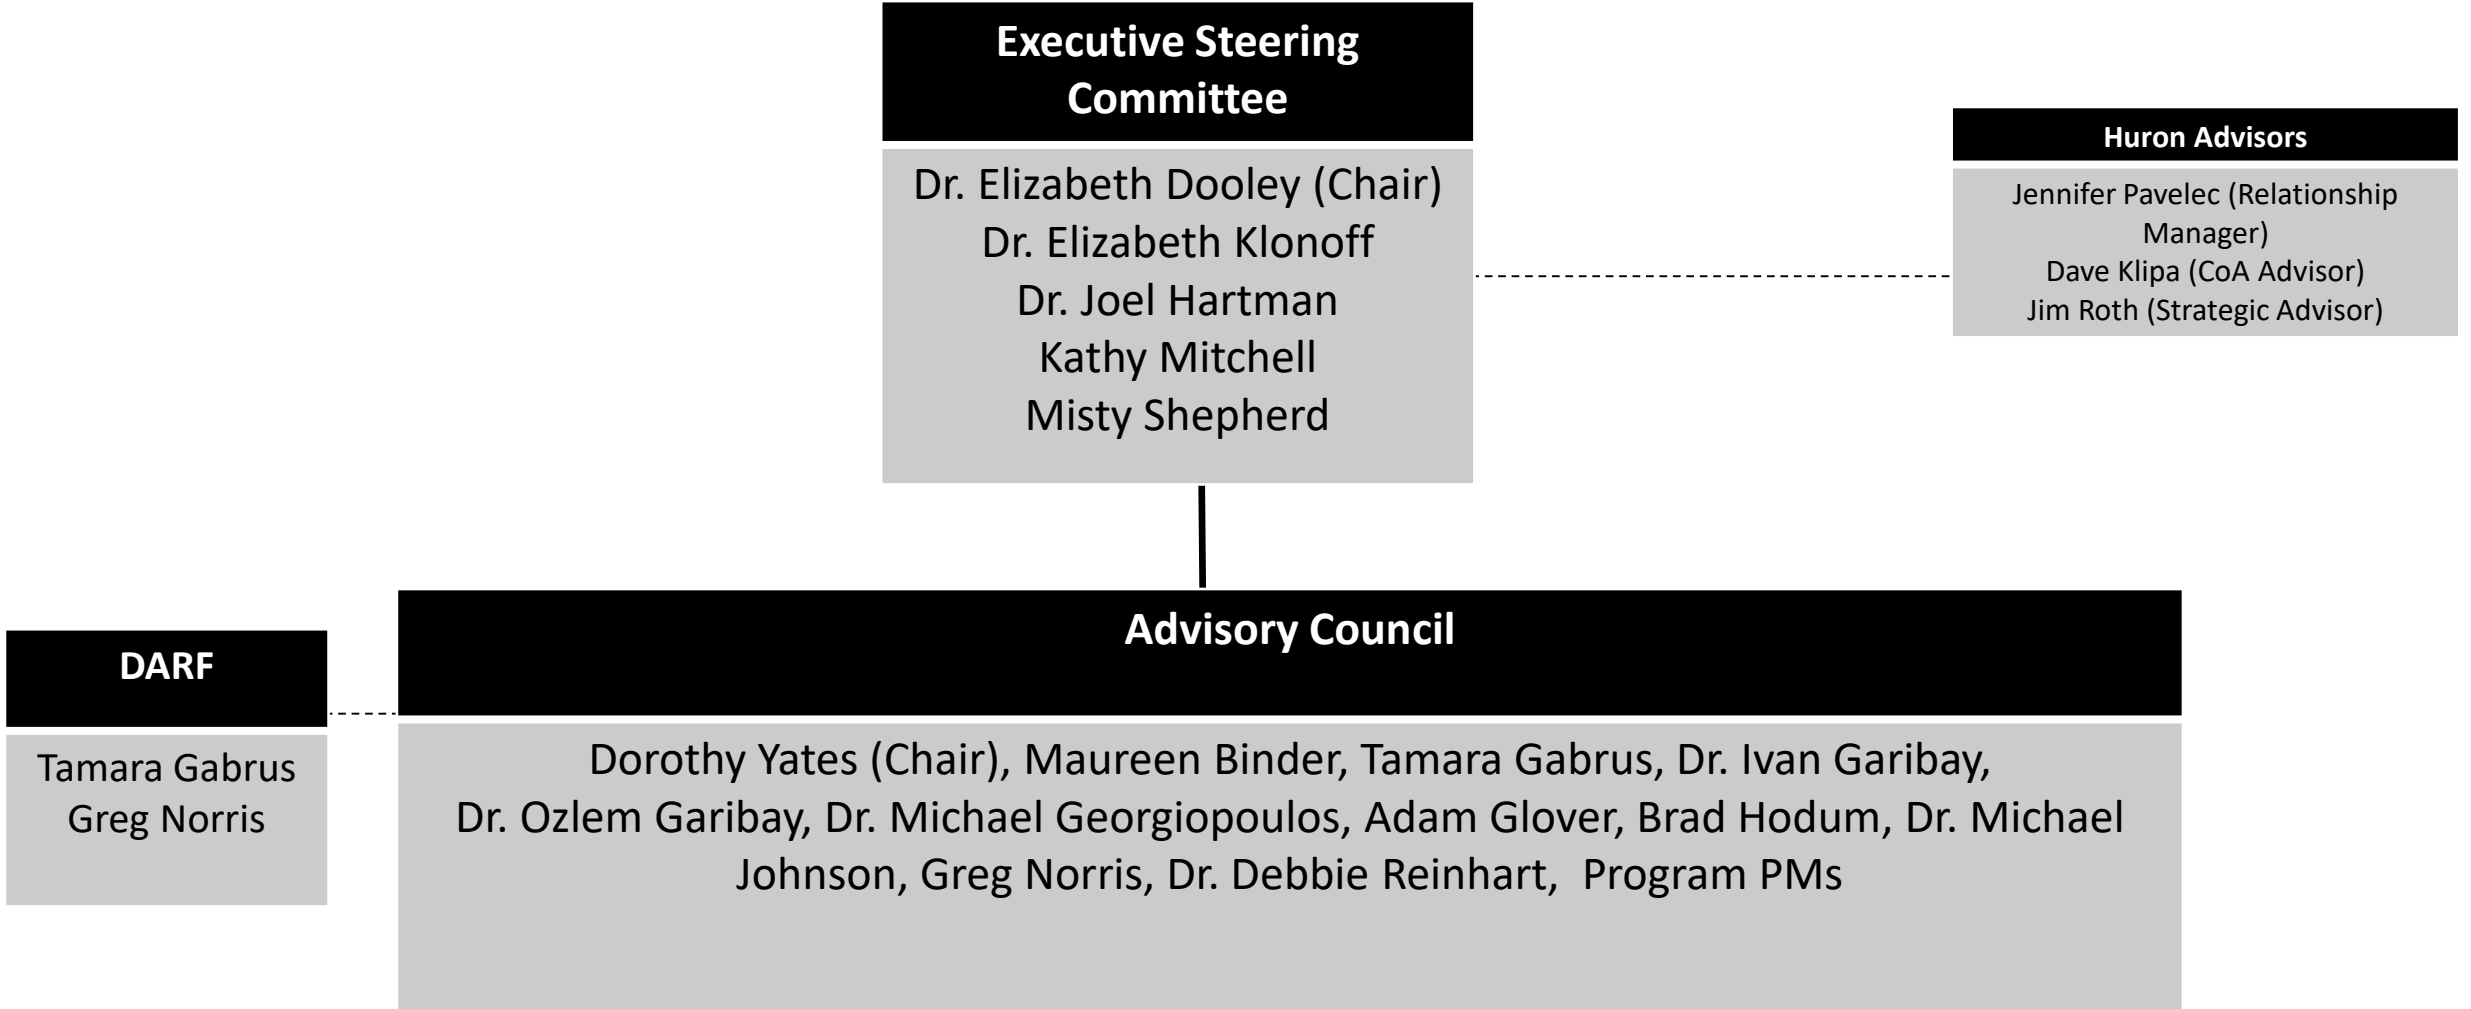 Executive Steering
Committee
Dr. Elizabeth Dooley (Chair)
Dr. Elizabeth Klonoff
Dr. Joel Hartman
Kathy Mitchell
Misty Shepherd
Huron Advisors
Jennifer Pavelec (Relationship
Manager)
Dave Klipa (CoA Advisor)
Jim Roth (Strategic Advisor)
DARF
Tamara Gabrus
Greg Norris
Advisory Council
Dorothy Yates (Chair), Maureen Binder, Tamara Gabrus, Dr. Ivan Garibay,
Dr. Ozlem Garibay, Dr. Michael Georgiopoulos, Adam Glover, Brad Hodum, Dr. Michael
Johnson, Greg Norris, Dr. Debbie Reinhart, Program PMs